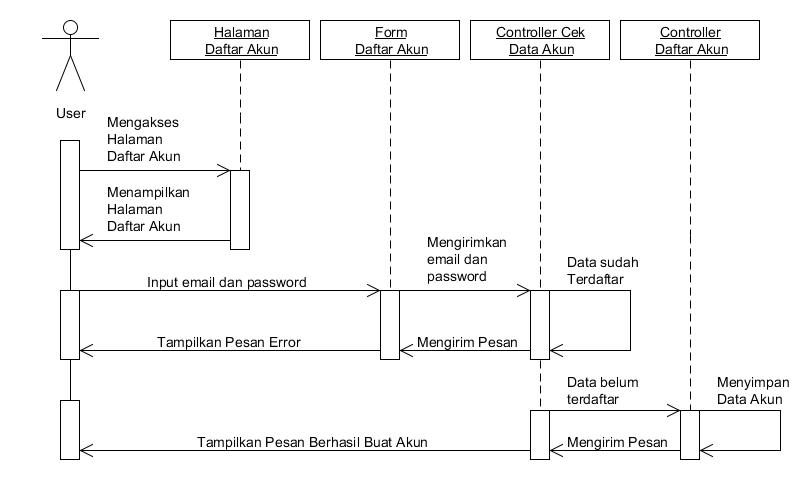 Halaman
Daftar Akun
Form
Daftar Akun
Controller Cek
Data Akun
Controller
Daftar Akun
User
Mengakses
Halaman
Daftar Akun
Menampilkan
Halaman
Daftar Akun
Input email dan password
Mengirimkan
email dan
password
Data sudah
Terdaftar
Tampilkan Pesan Error
Mengirim Pesan
Data belum
terdaftar
Menyimpan
Data Akun
Tampilkan Pesan Berhasil Buat Akun
Mengirim Pesan